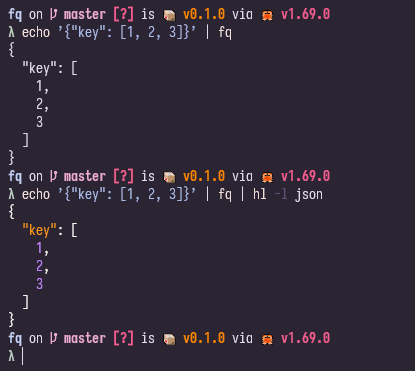 fq on master [?] is 📦 v0.1.0 via 🦀 v1.69.0
λ echo '{"key": [1, 2, 3]}' | fq
{
  "key": [
    1,
    2,
    3
  ]
}
fq on master [?] is 📦 v0.1.0 via 🦀 v1.69.0
λ echo '{"key": [1, 2, 3]}' | fq | hl -l json
{
  "key": [
    1,
    2,
    3
  ]
}
fq on master [?] is 📦 v0.1.0 via 🦀 v1.69.0
λ